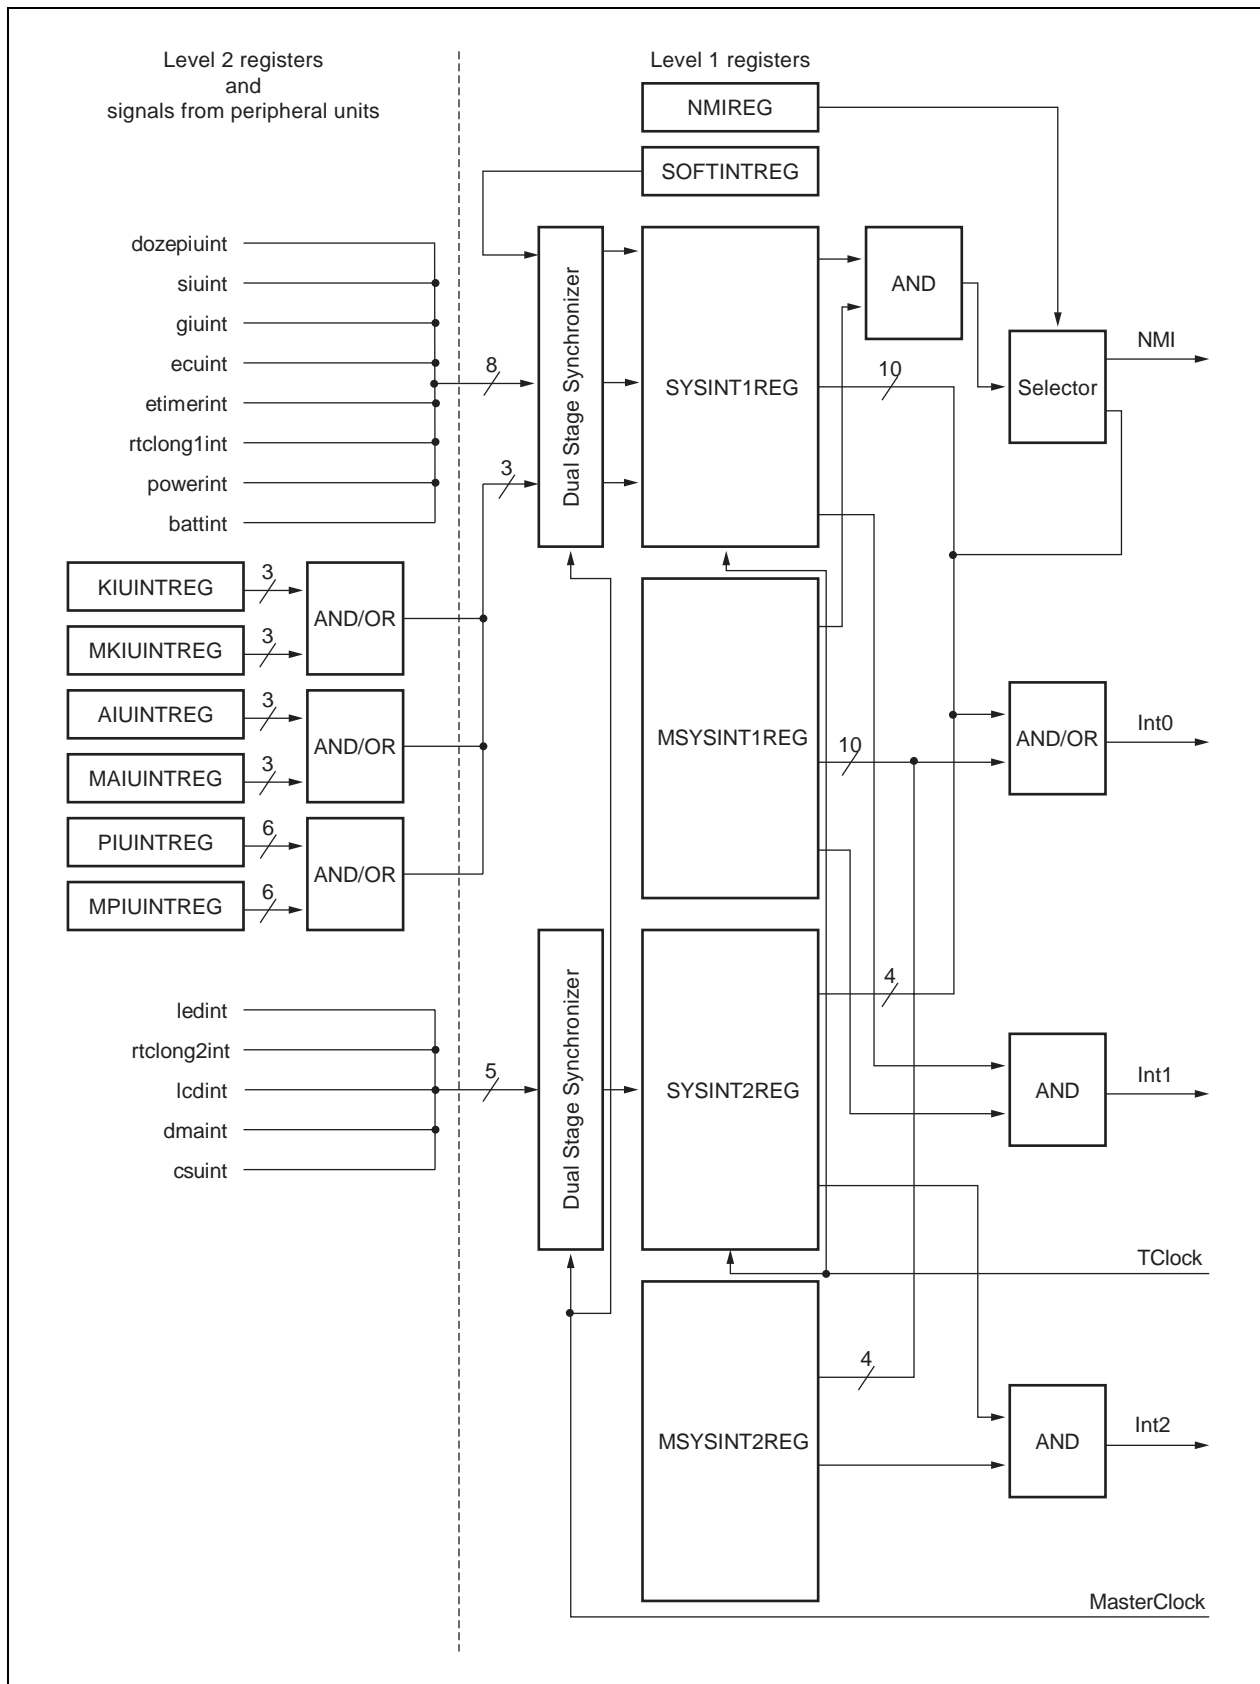 Level 2 registers
and
signals from peripheral units
Level 1 registers
NMIREG
SOFTINTREG
dozepiuint
siuint
giuint
ecuint
etimerint
rtclong1int
powerint
battint
8
3
Dual Stage Synchronizer
SYSINT1REG
AND
10
Selector
NMI
KIUINTREG
3
MKIUINTREG
3
AND/OR
AIUINTREG
3
MAIUINTREG
3
AND/OR
PIUINTREG
6
MPIUINTREG
6
AND/OR
MSYSINT1REG
10
AND/OR
Int0
ledint
rtclong2int
lcdint
dmaint
csuint
5
Dual Stage Synchronizer
SYSINT2REG
4
AND
Int1
TClock
MSYSINT2REG
4
AND
Int2
MasterClock